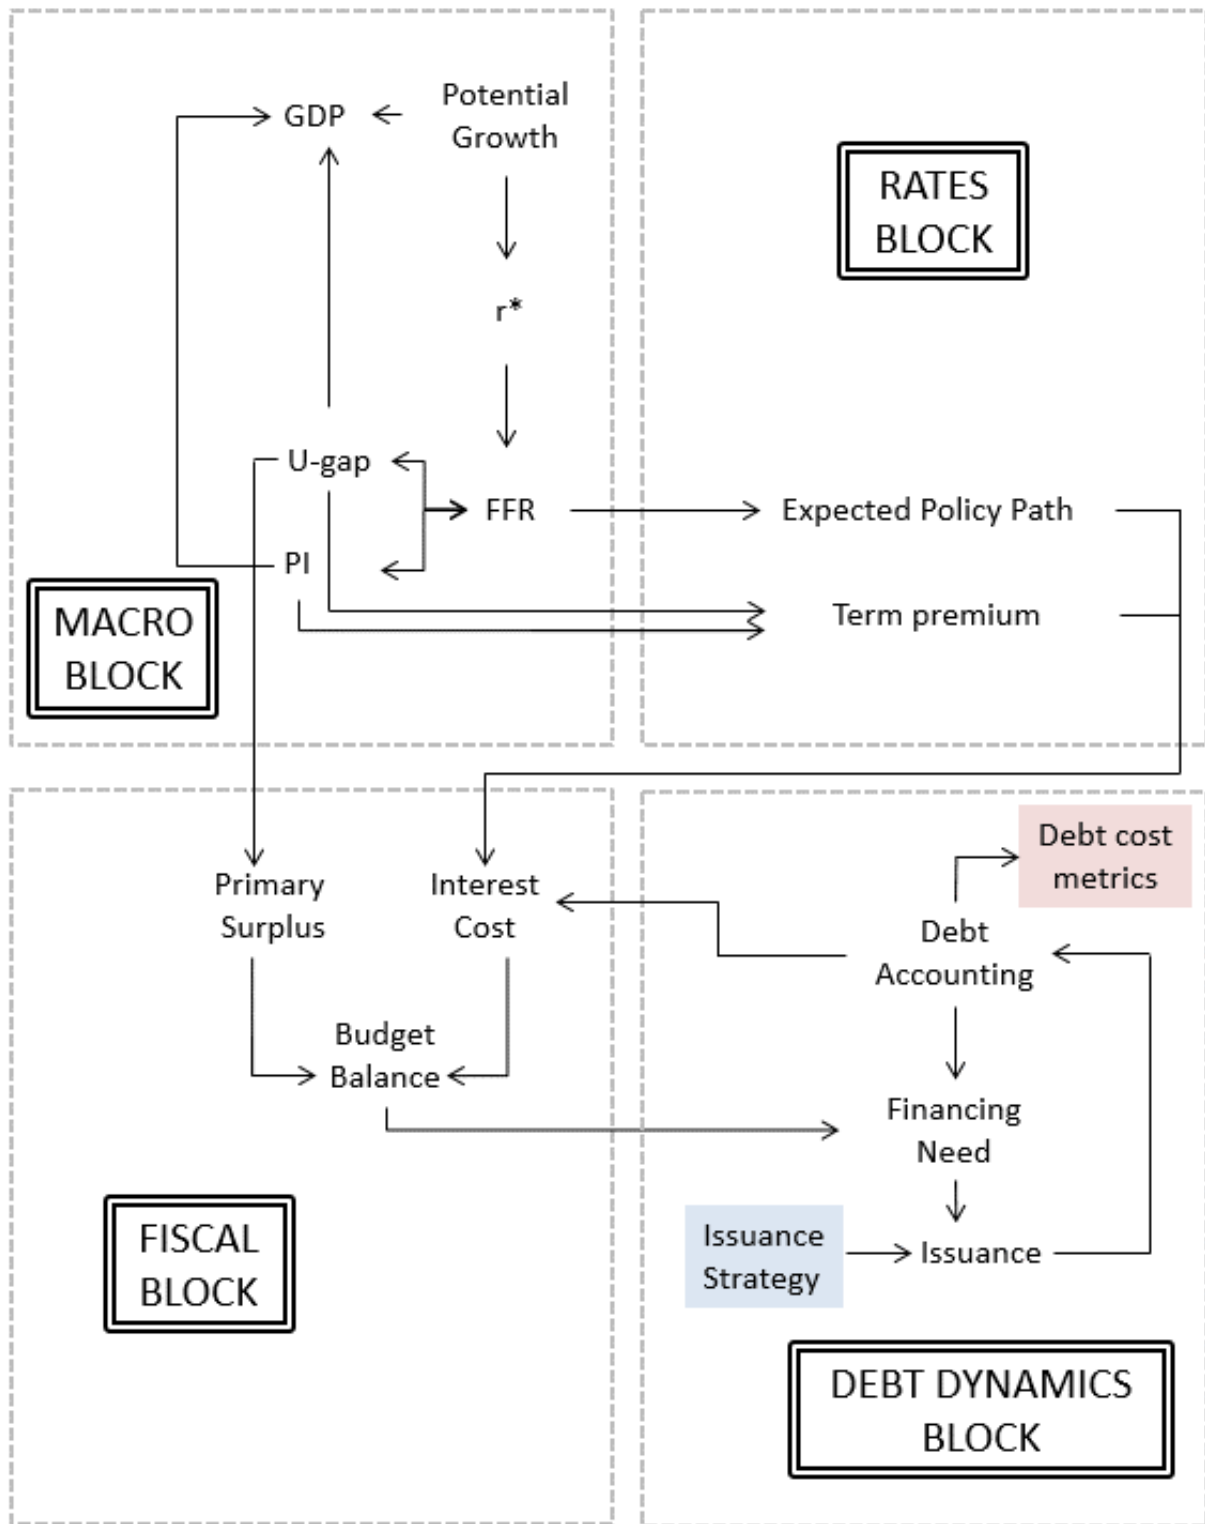 GDP
Potential
Growth
r*
U-gap
FFR
PI
MACRO
BLOCK
RATES
BLOCK
Expected Policy Path
Term premium
Primary
Surplus
Interest
Cost
Budget
Balance
FISCAL
BLOCK
Debt cost
metrics
Debt
Accounting
Financing
Need
Issuance
Strategy
Issuance
DEBT DYNAMICS
BLOCK